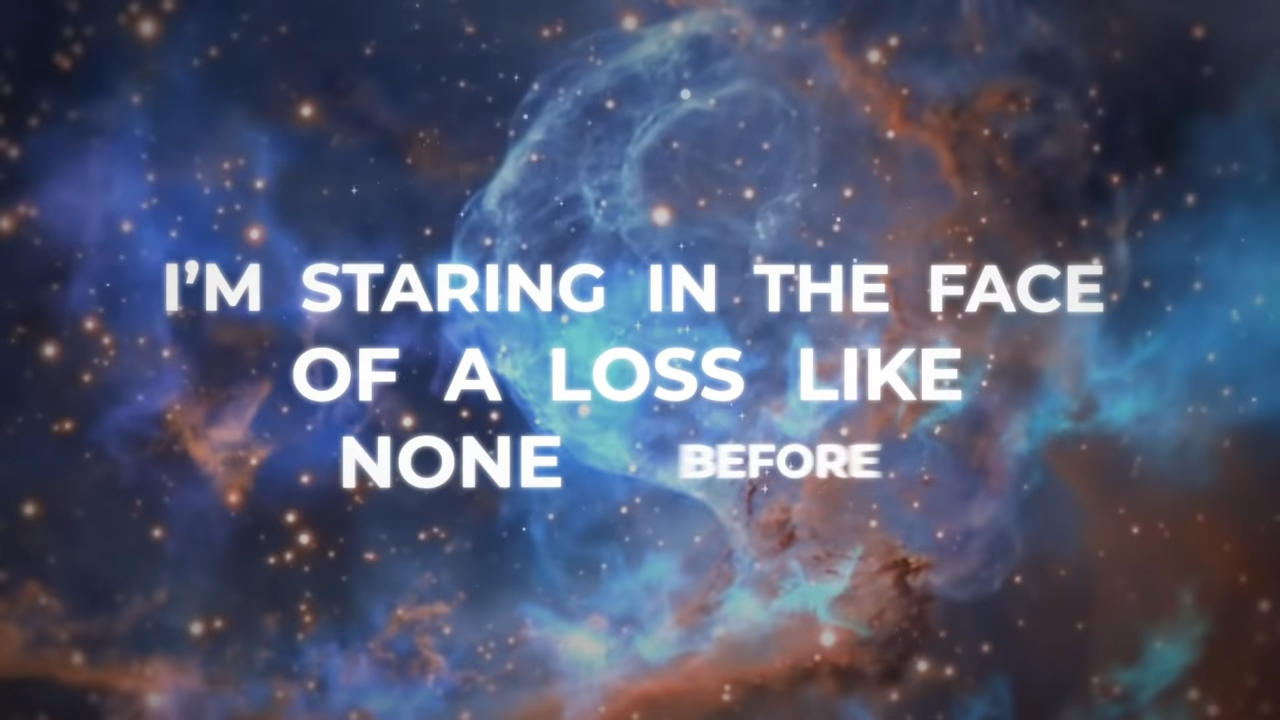 I’M STARING IN THE FACE
OF A LOSS LIKE
NONE BEFORE